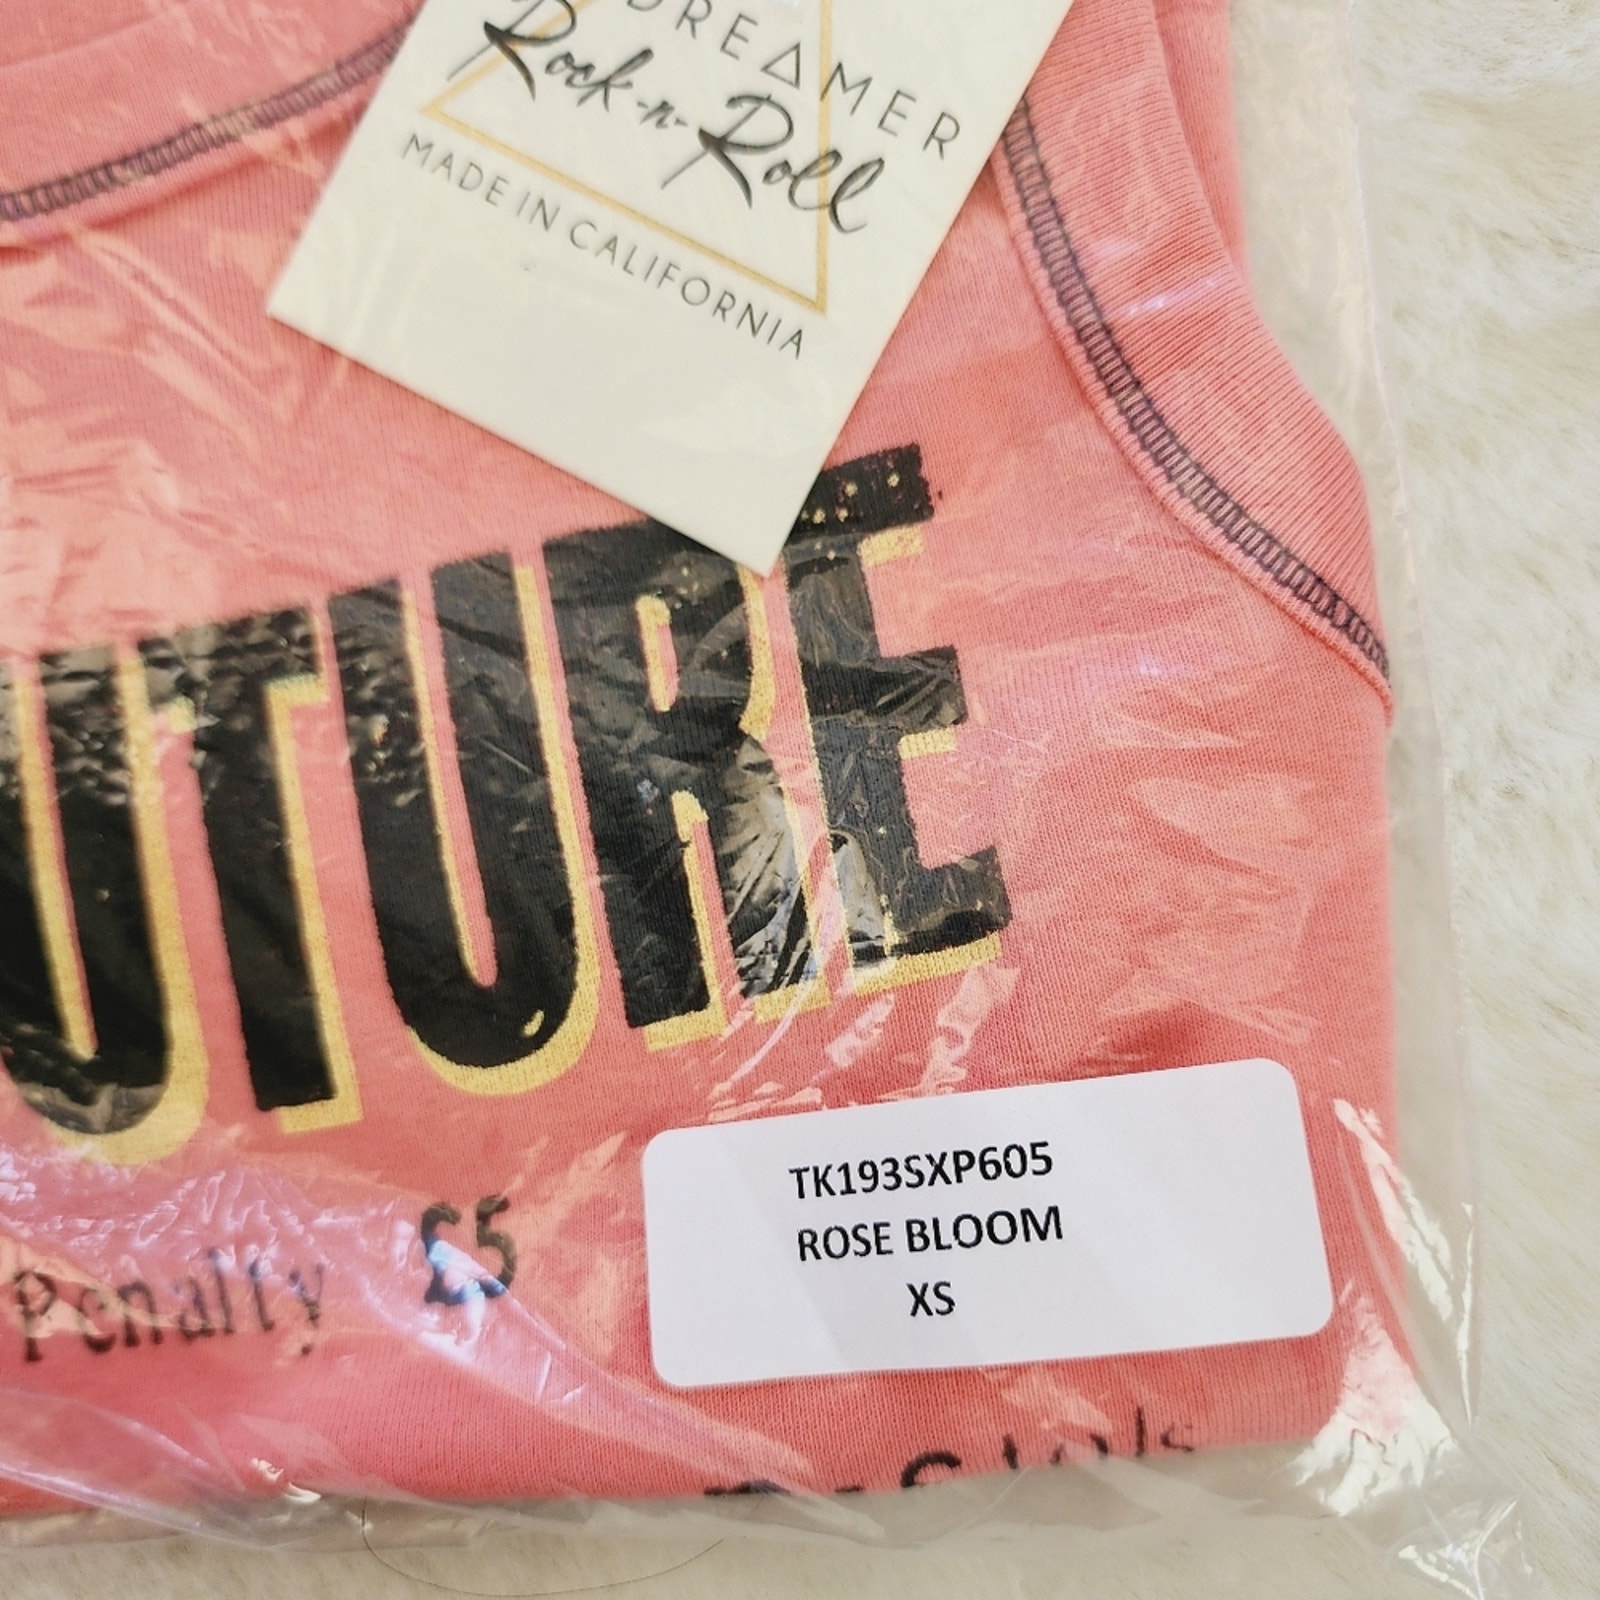 DREAMER
Rock-n-Roll
MADE IN CALIFORNIA
UTURE
Penalty £5
TK193SXP605
ROSE BLOOM
XS